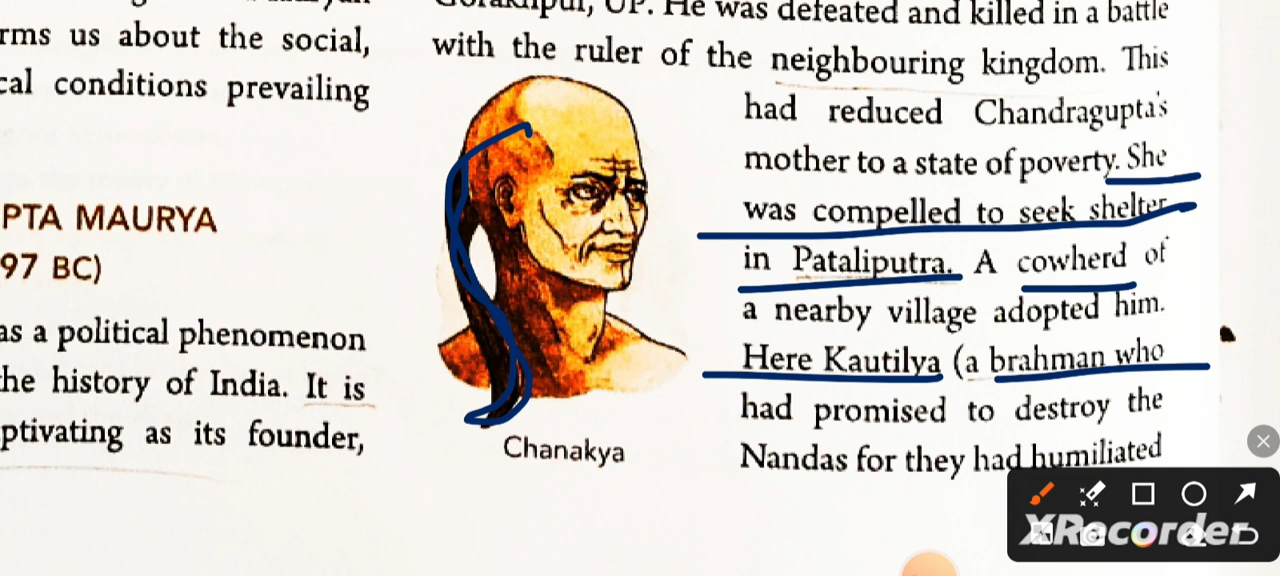 rms us about the social,
cal conditions prevailing
PTA MAURYA
97 BC)
as a political phenomenon
he history of India. It is
ptivating as its founder,
Gorakhpur, UP. He was defeated and killed in a battle
with the ruler of the neighbouring kingdom. This
had reduced Chandragupta's
mother to a state of poverty. She
was compelled to seek shelter
in Pataliputra. A cowherd of
a nearby village adopted him.
Here Kautilya (a brahman who
had promised to destroy the
Nandas for they had humiliated
Chanakya
XRecorder